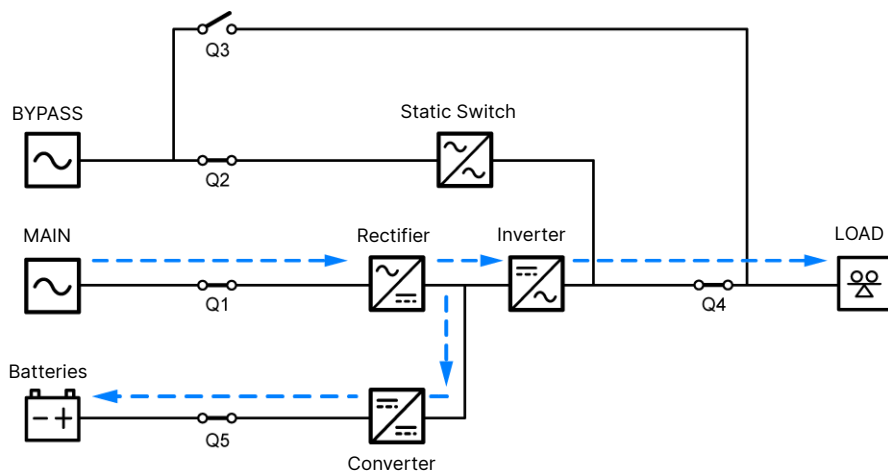 Q3
BYPASS
Static Switch
Q2
MAIN
Rectifier
Inverter
LOAD
Q1
Q4
Batteries
Q5
Converter